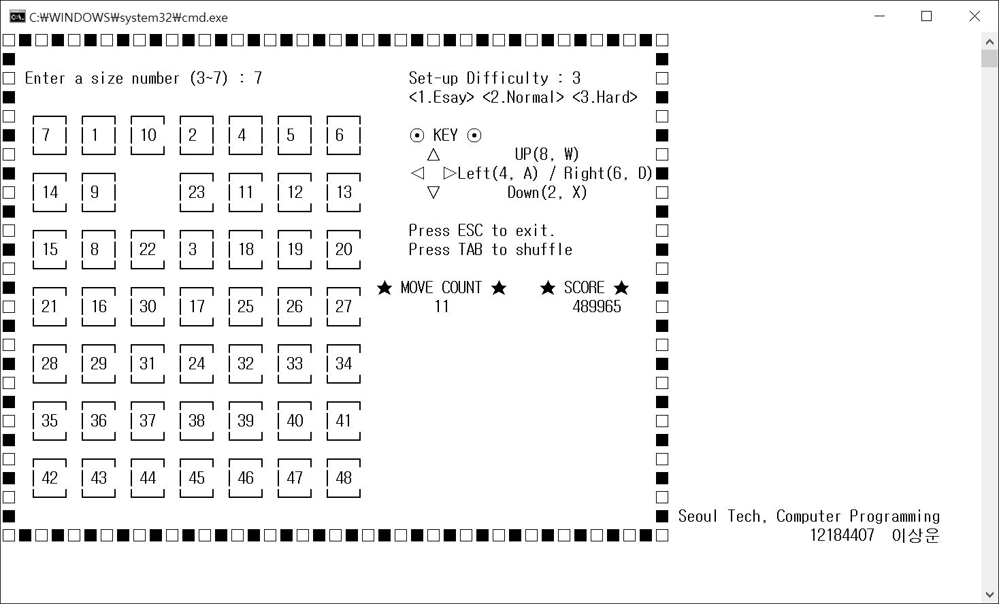 C:₩WINDOWS₩system32₩cmd.exe
Enter a size number (3~7) : 7
Set-up Difficulty : 3
<1.Esay> <2.Normal> <3.Hard>
7 1 10 2 4 5 6
⊙ KEY ⊙
△ UP(8, W)
◁ ▷Left(4, A) / Right(6, D)
14 9 23 11 12 13
▽ Down(2, X)
Press ESC to exit.
15 8 22 3 18 19 20
Press TAB to shuffle
★ MOVE COUNT ★ ★ SCORE ★
21 16 30 17 25 26 27
11 489965
28 29 31 24 32 33 34
35 36 37 38 39 40 41
42 43 44 45 46 47 48
Seoul Tech, Computer Programming
12184407 이상운